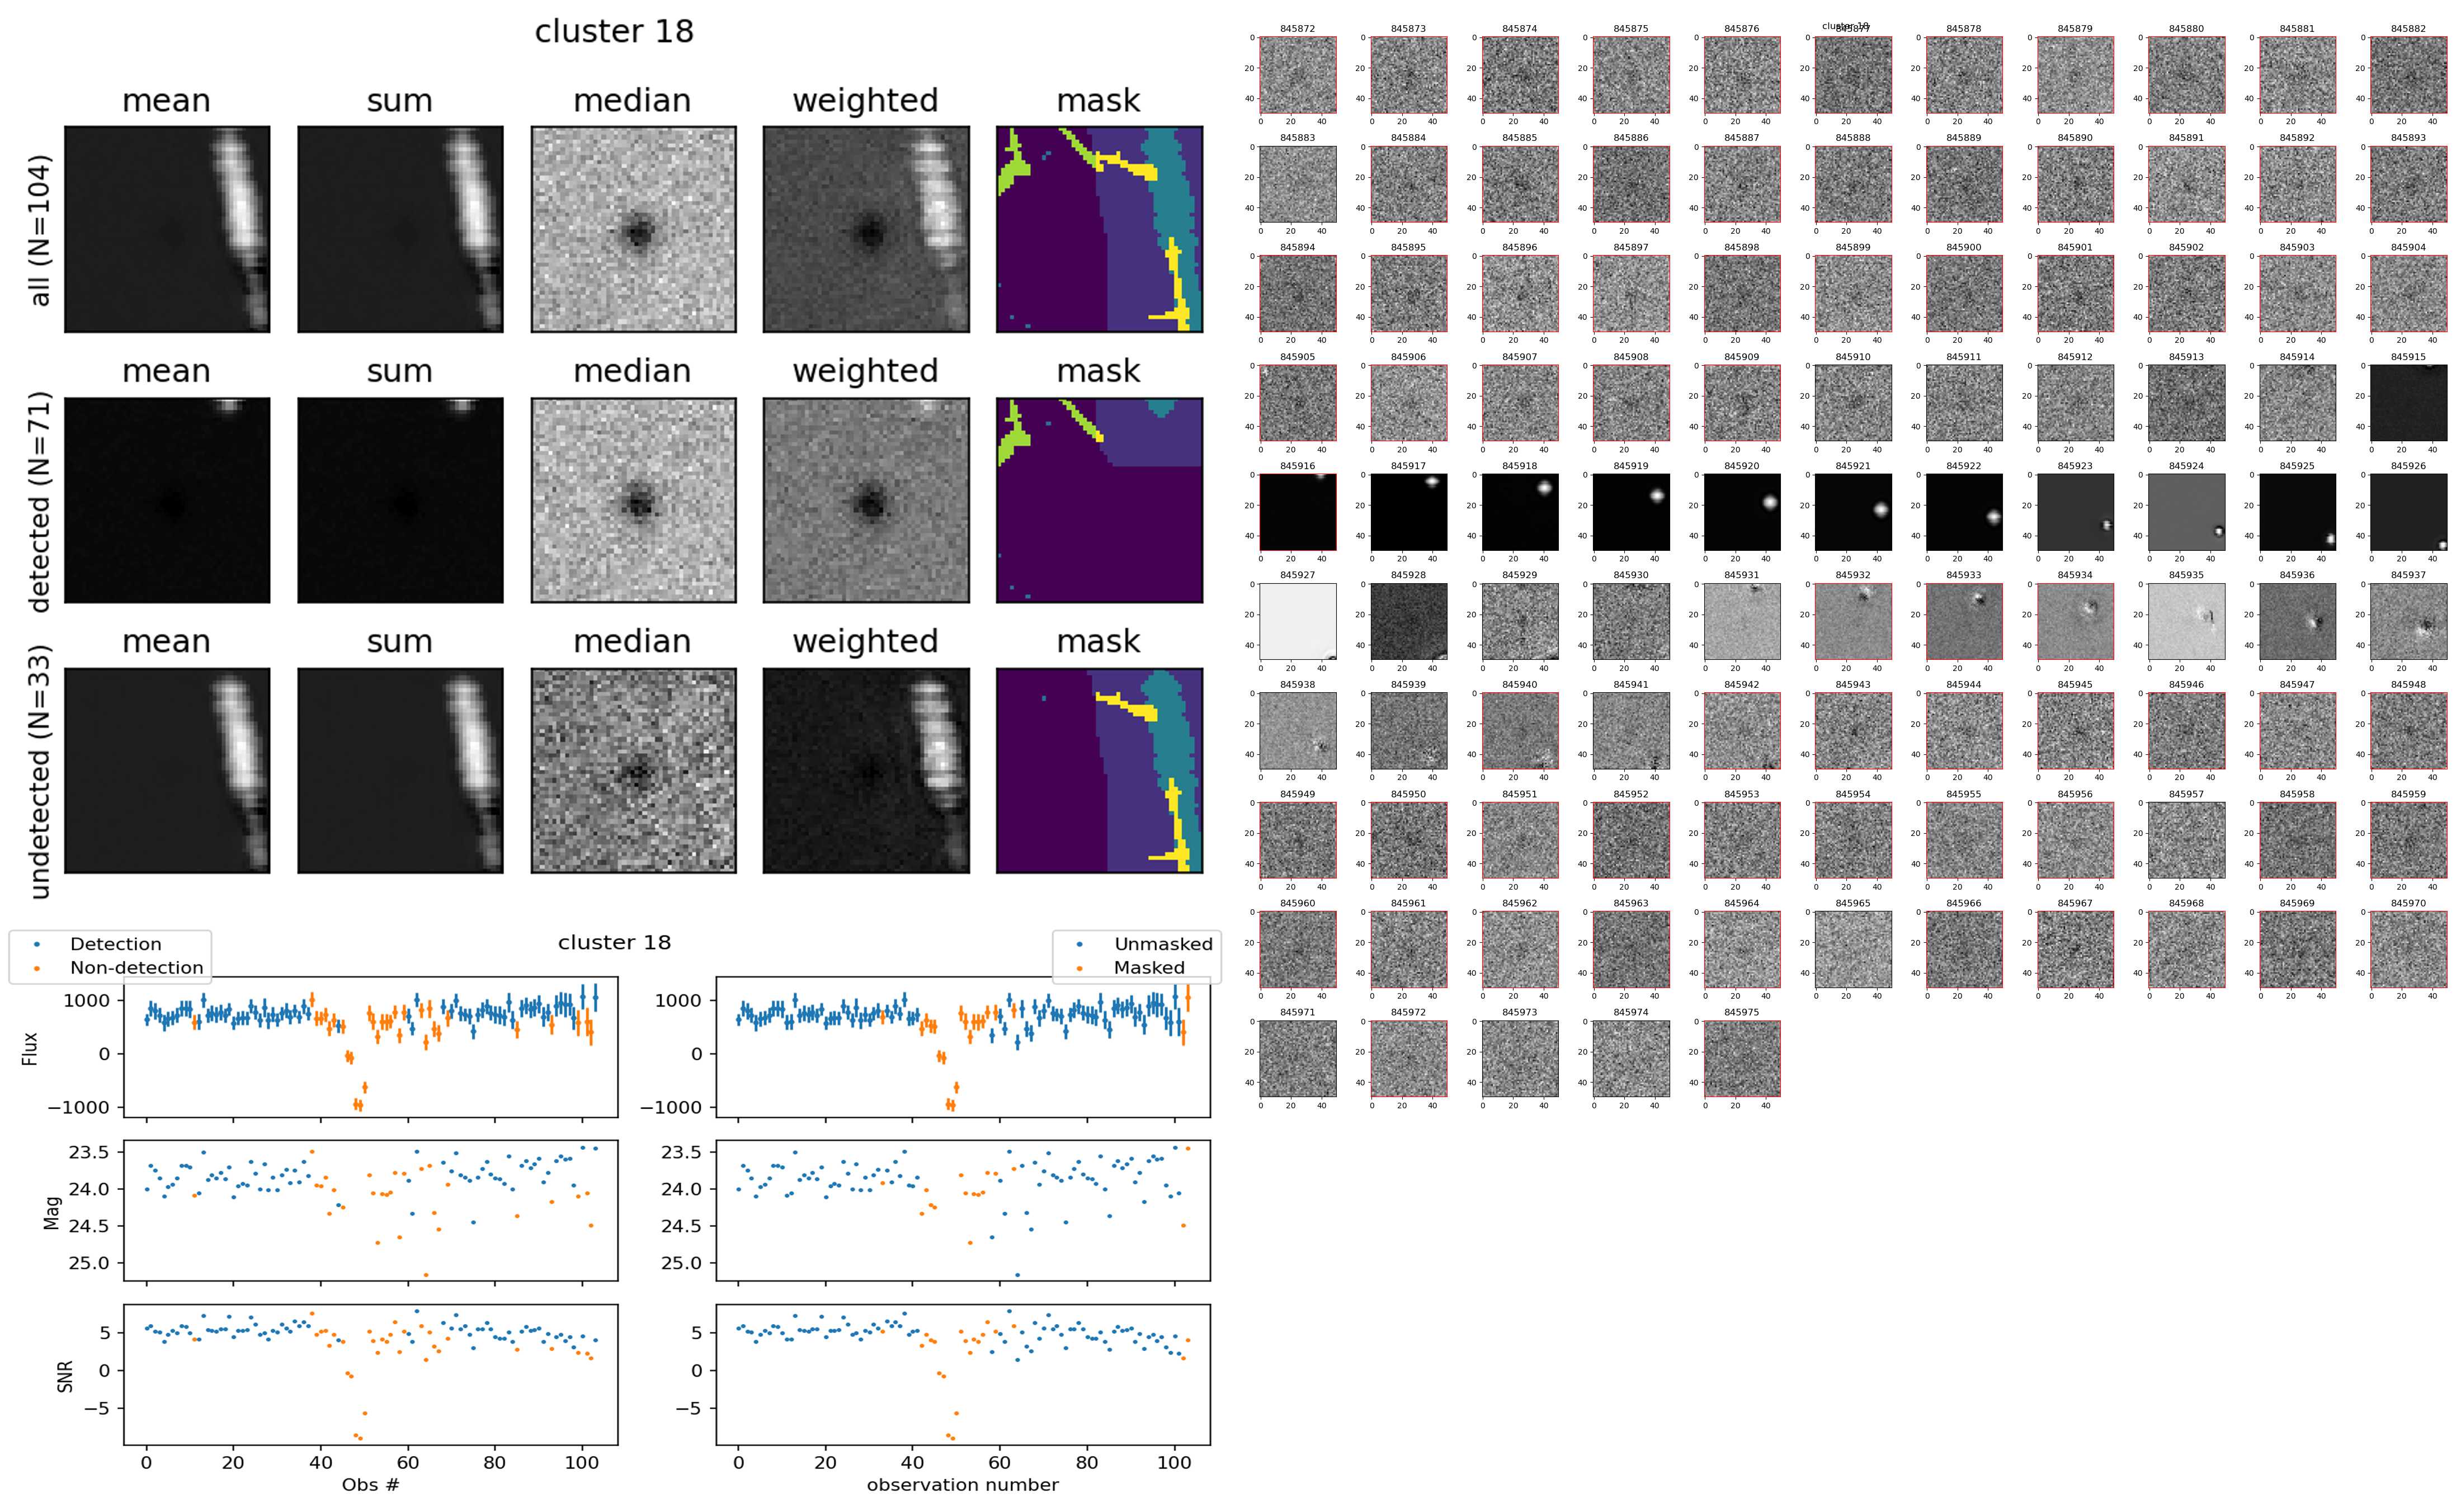 cluster 18
mean sum median weighted mask
all (N=104)
mean sum median weighted mask
detected (N=71)
mean sum median weighted mask
undetected (N=33)
Detection
Non-detection
cluster 18
Unmasked
Masked
Flux
1000
0
−1000
1000
0
−1000
Mag
23.5
24.0
24.5
25.0
23.5
24.0
24.5
25.0
SNR
5
0
−5
5
0
−5
0 20 40 60 80 100
Obs #
0 20 40 60 80 100
observation number
cluster 18
845872 845873 845874 845875 845876 845877 845878 845879 845880 845881 845882
845883 845884 845885 845886 845887 845888 845889 845890 845891 845892 845893
845894 845895 845896 845897 845898 845899 845900 845901 845902 845903 845904
845905 845906 845907 845908 845909 845910 845911 845912 845913 845914 845915
845916 845917 845918 845919 845920 845921 845922 845923 845924 845925 845926
845927 845928 845929 845930 845931 845932 845933 845934 845935 845936 845937
845938 845939 845940 845941 845942 845943 845944 845945 845946 845947 845948
845949 845950 845951 845952 845953 845954 845955 845956 845957 845958 845959
845960 845961 845962 845963 845964 845965 845966 845967 845968 845969 845970
845971 845972 845973 845974 845975
0 20 40